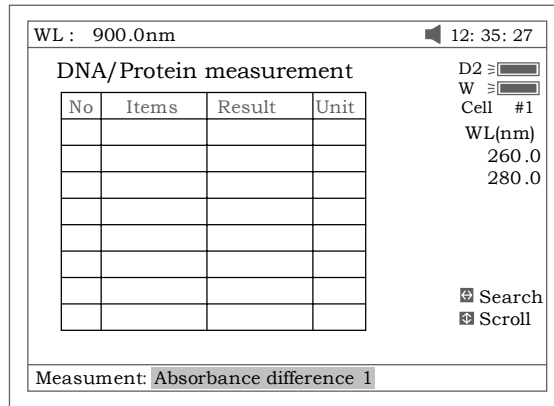 WL : 900.0nm 12: 35: 27
DNA/Protein measurement
No Items Result Unit
D2
W
Cell #1
WL(nm)
260.0
280.0
Search
Scroll
Measument: Absorbance difference 1